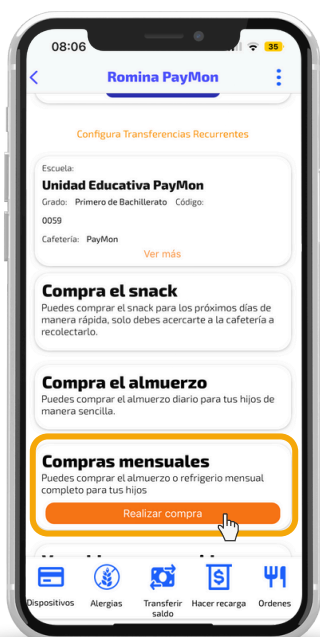 08:06
35
Romina PayMon
Configura Transferencias Recurrentes
Escuela:
Unidad Educativa PayMon
Grado: Primero de Bachillerato Código:
0059
Cafetería: PayMon
Ver más
Compra el snack
Puedes comprar el snack para los próximos días de
manera rápida, solo debes acercarte a la cafetería a
recolectarlo.
Compra el almuerzo
Puedes comprar el almuerzo diario para tus hijos de
manera sencilla.
Compras mensuales
Puedes comprar el almuerzo o refrigerio mensual
completo para tus hijos
Realizar compra
Dispositivos Alergias Transferir Hacer recarga Ordenes
saldo